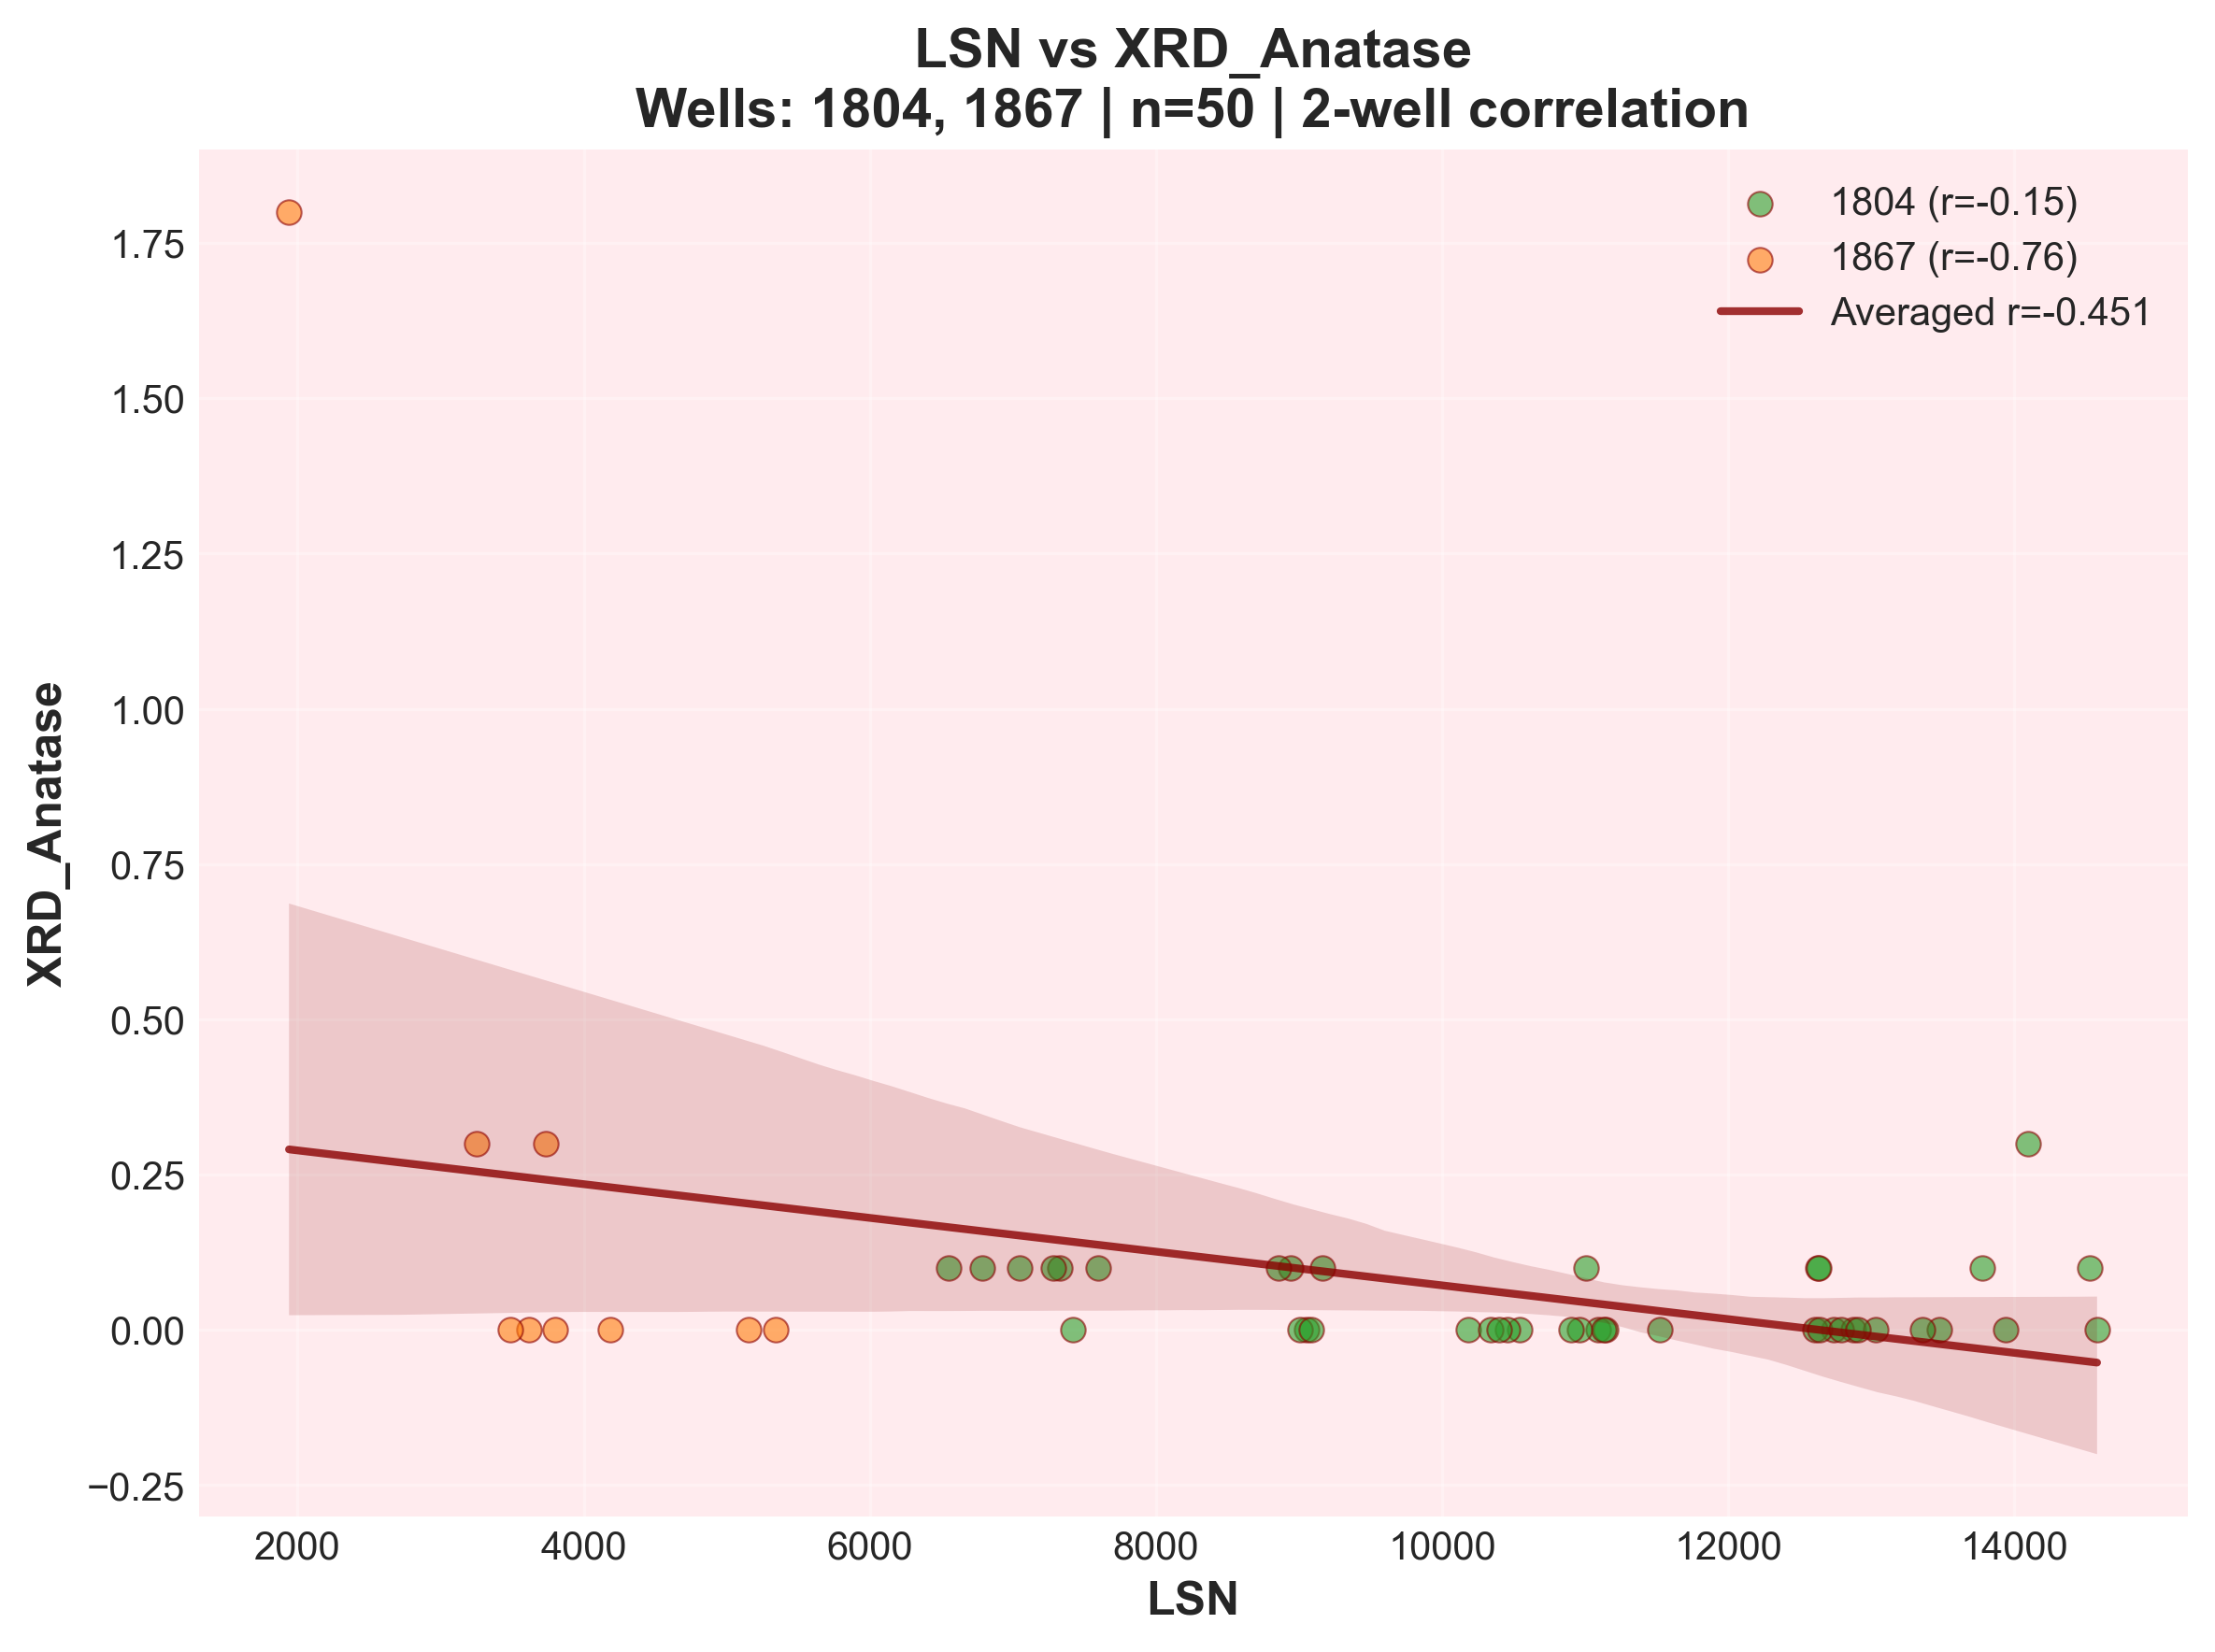 LSN vs XRD_Anatase
Wells: 1804, 1867 | n=50 | 2-well correlation
1804 (r=-0.15)
1867 (r=-0.76)
Averaged r=-0.451
XRD_Anatase
1.75
1.50
1.25
1.00
0.75
0.50
0.25
0.00
−0.25
2000
4000
6000
8000
10000
12000
14000
LSN